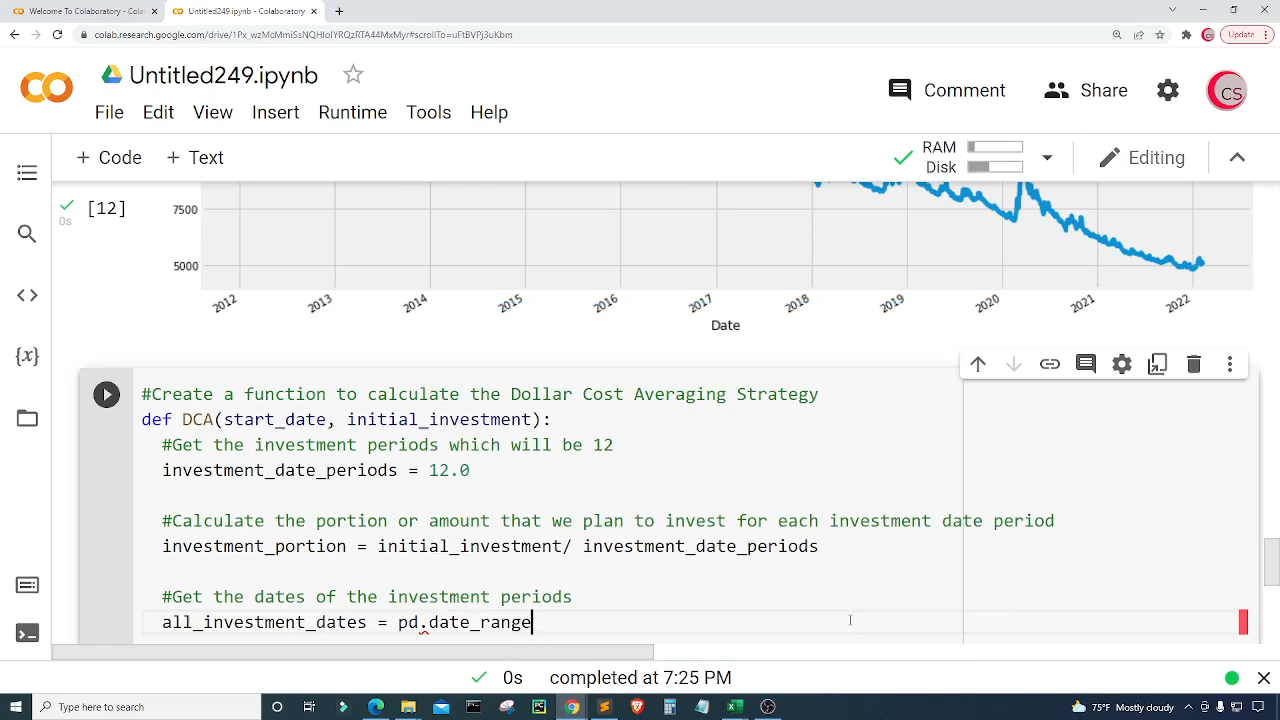 Welcome To Colaboratory - Colal
Untitled249.ipynb - Colaboratory
colab.research.google.com/drive/1Px_wzMcMmiSsNQHIoIYRQzRTA44MxMyr#scrollTo=uFtBVPj3uKbm
Update
Untitled249.ipynb
CS
File Edit View Insert Runtime Tools Help
Comment Share
+ Code + Text
RAM
Disk
Editing
[12]
0s
7500
5000
2012 2013 2014 2015 2016 2017 2018 2019 2020 2021 2022
Date
#Create a function to calculate the Dollar Cost Averaging Strategy
def DCA(start_date, initial_investment):
#Get the investment periods which will be 12
investment_date_periods = 12.0
#Calculate the portion or amount that we plan to invest for each investment date period
investment_portion = initial_investment/ investment_date_periods
#Get the dates of the investment periods
all_investment_dates = pd.date_range
0s completed at 7:25 PM
Type here to search
73°F Mostly cloudy